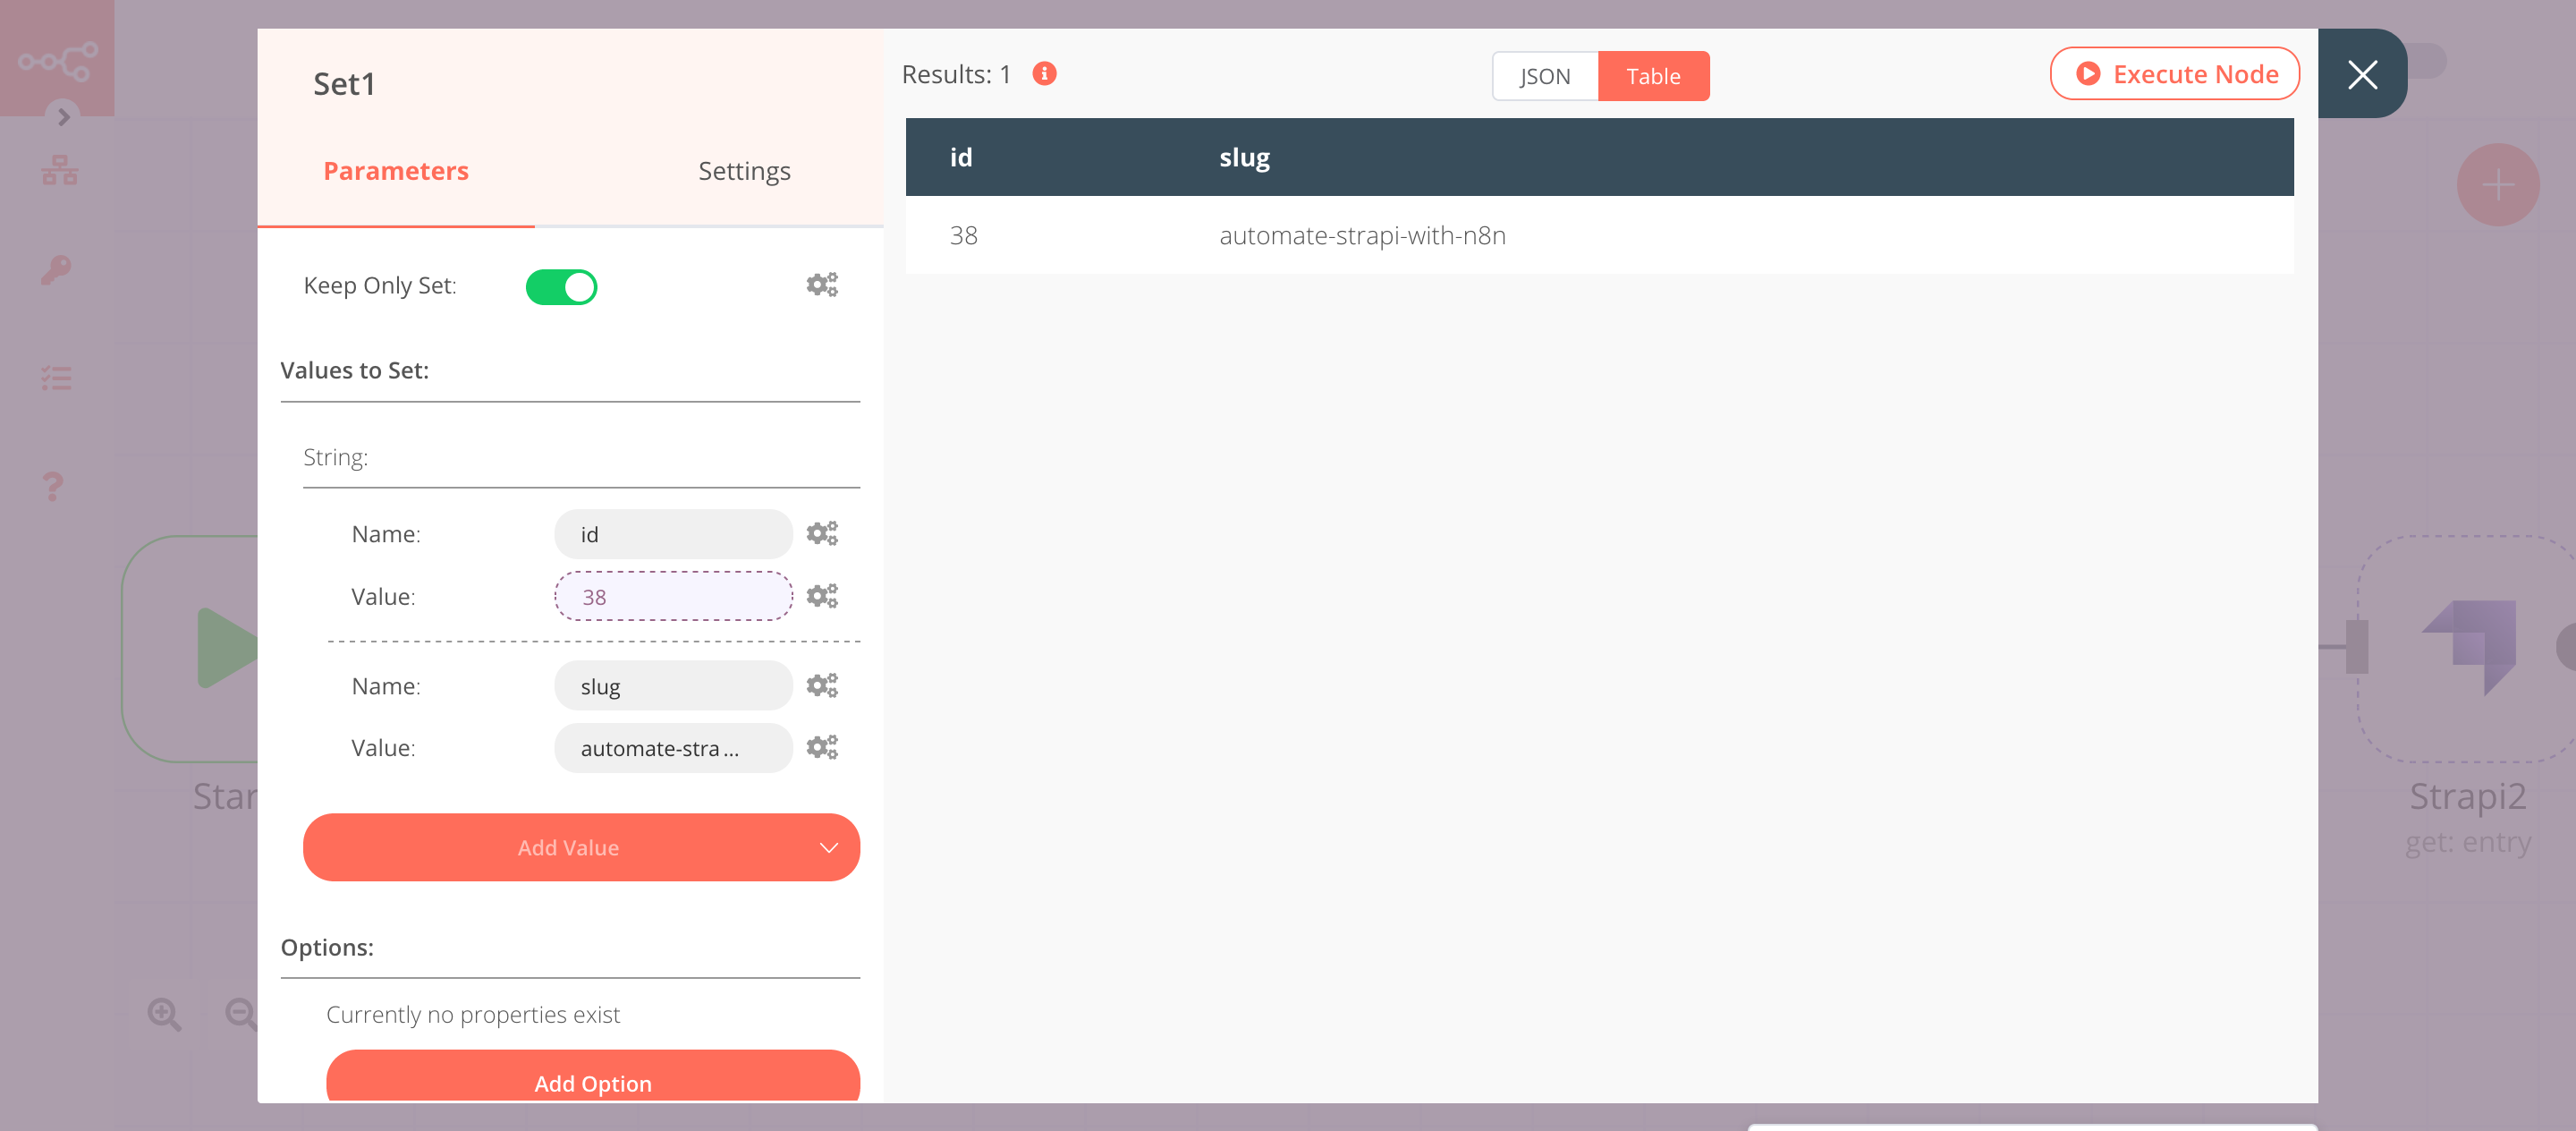 Set1
Parameters Settings
Keep Only Set:
Values to Set:
String:
Name: id
Value: 38
Name: slug
Value: automate-stra ...
Add Value
Options:
Currently no properties exist
Add Option
Results: 1
JSON Table
Execute Node
id slug
38 automate-strapi-with-n8n
Star
Strapi2
get: entry